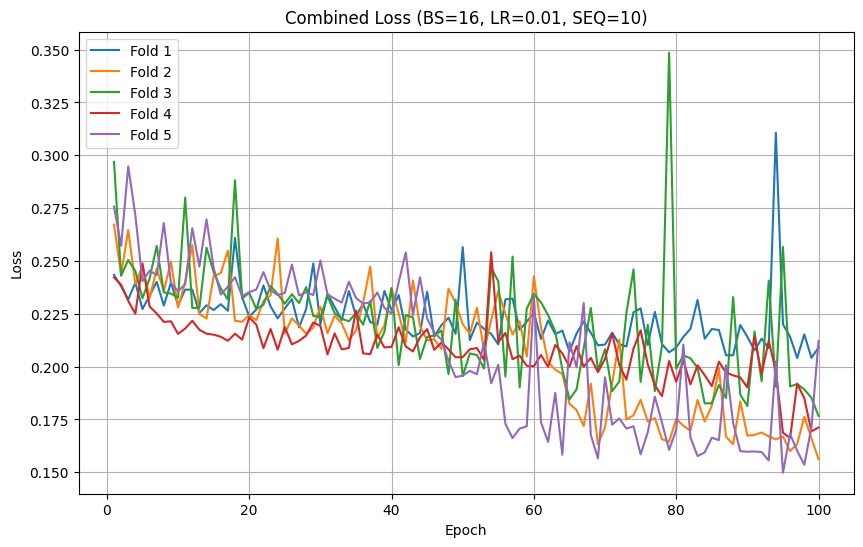 Combined Loss (BS=16, LR=0.01, SEQ=10)
Fold 1
Fold 2
Fold 3
Fold 4
Fold 5
0.350
0.325
0.300
0.275
0.250
0.225
0.200
0.175
0.150
Loss
0
20
40
60
80
100
Epoch